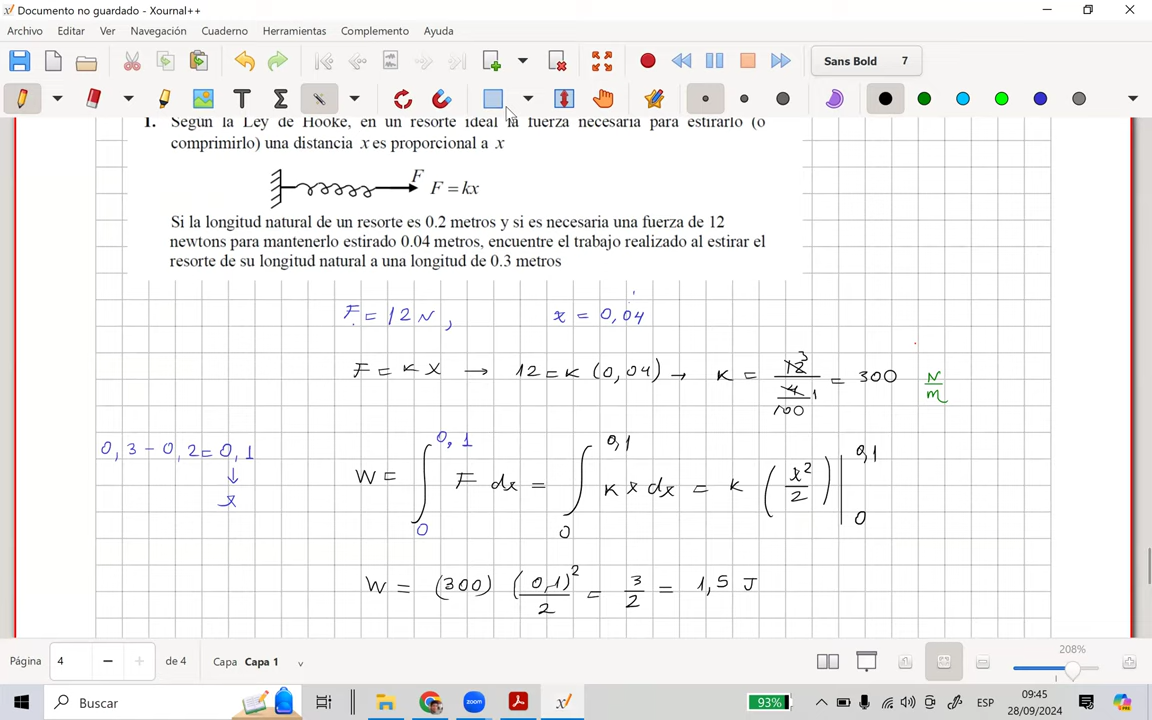 Documento no guardado - Xournal++
Archivo Editar Ver Navegación Cuaderno Herramientas Complemento Ayuda
Sans Bold 7
1. Según la Ley de Hooke, en un resorte ideal la fuerza necesaria para estirarlo (o
comprimirlo) una distancia x es proporcional a x
F F = kx
Si la longitud natural de un resorte es 0.2 metros y si es necesaria una fuerza de 12
newtons para mantenerlo estirado 0.04 metros, encuentre el trabajo realizado al estirar el
resorte de su longitud natural a una longitud de 0.3 metros
F = 12 N, x = 0,04
F = K X → 12 = K (0,04) → K = 12 3 / 4 1 / 100 = 300 N/m
0,3 - 0,2 = 0,1
↓
x
W = ∫ 0 0,1 F dx = ∫ 0 0,1 K x dx = K (x²/2) | 0 0,1
W = (300) (0,1)²/2 = 3/2 = 1,5 J
Página 4 de 4 Capa Capa 1 208%
Buscar 93% ESP 09:45
28/09/2024